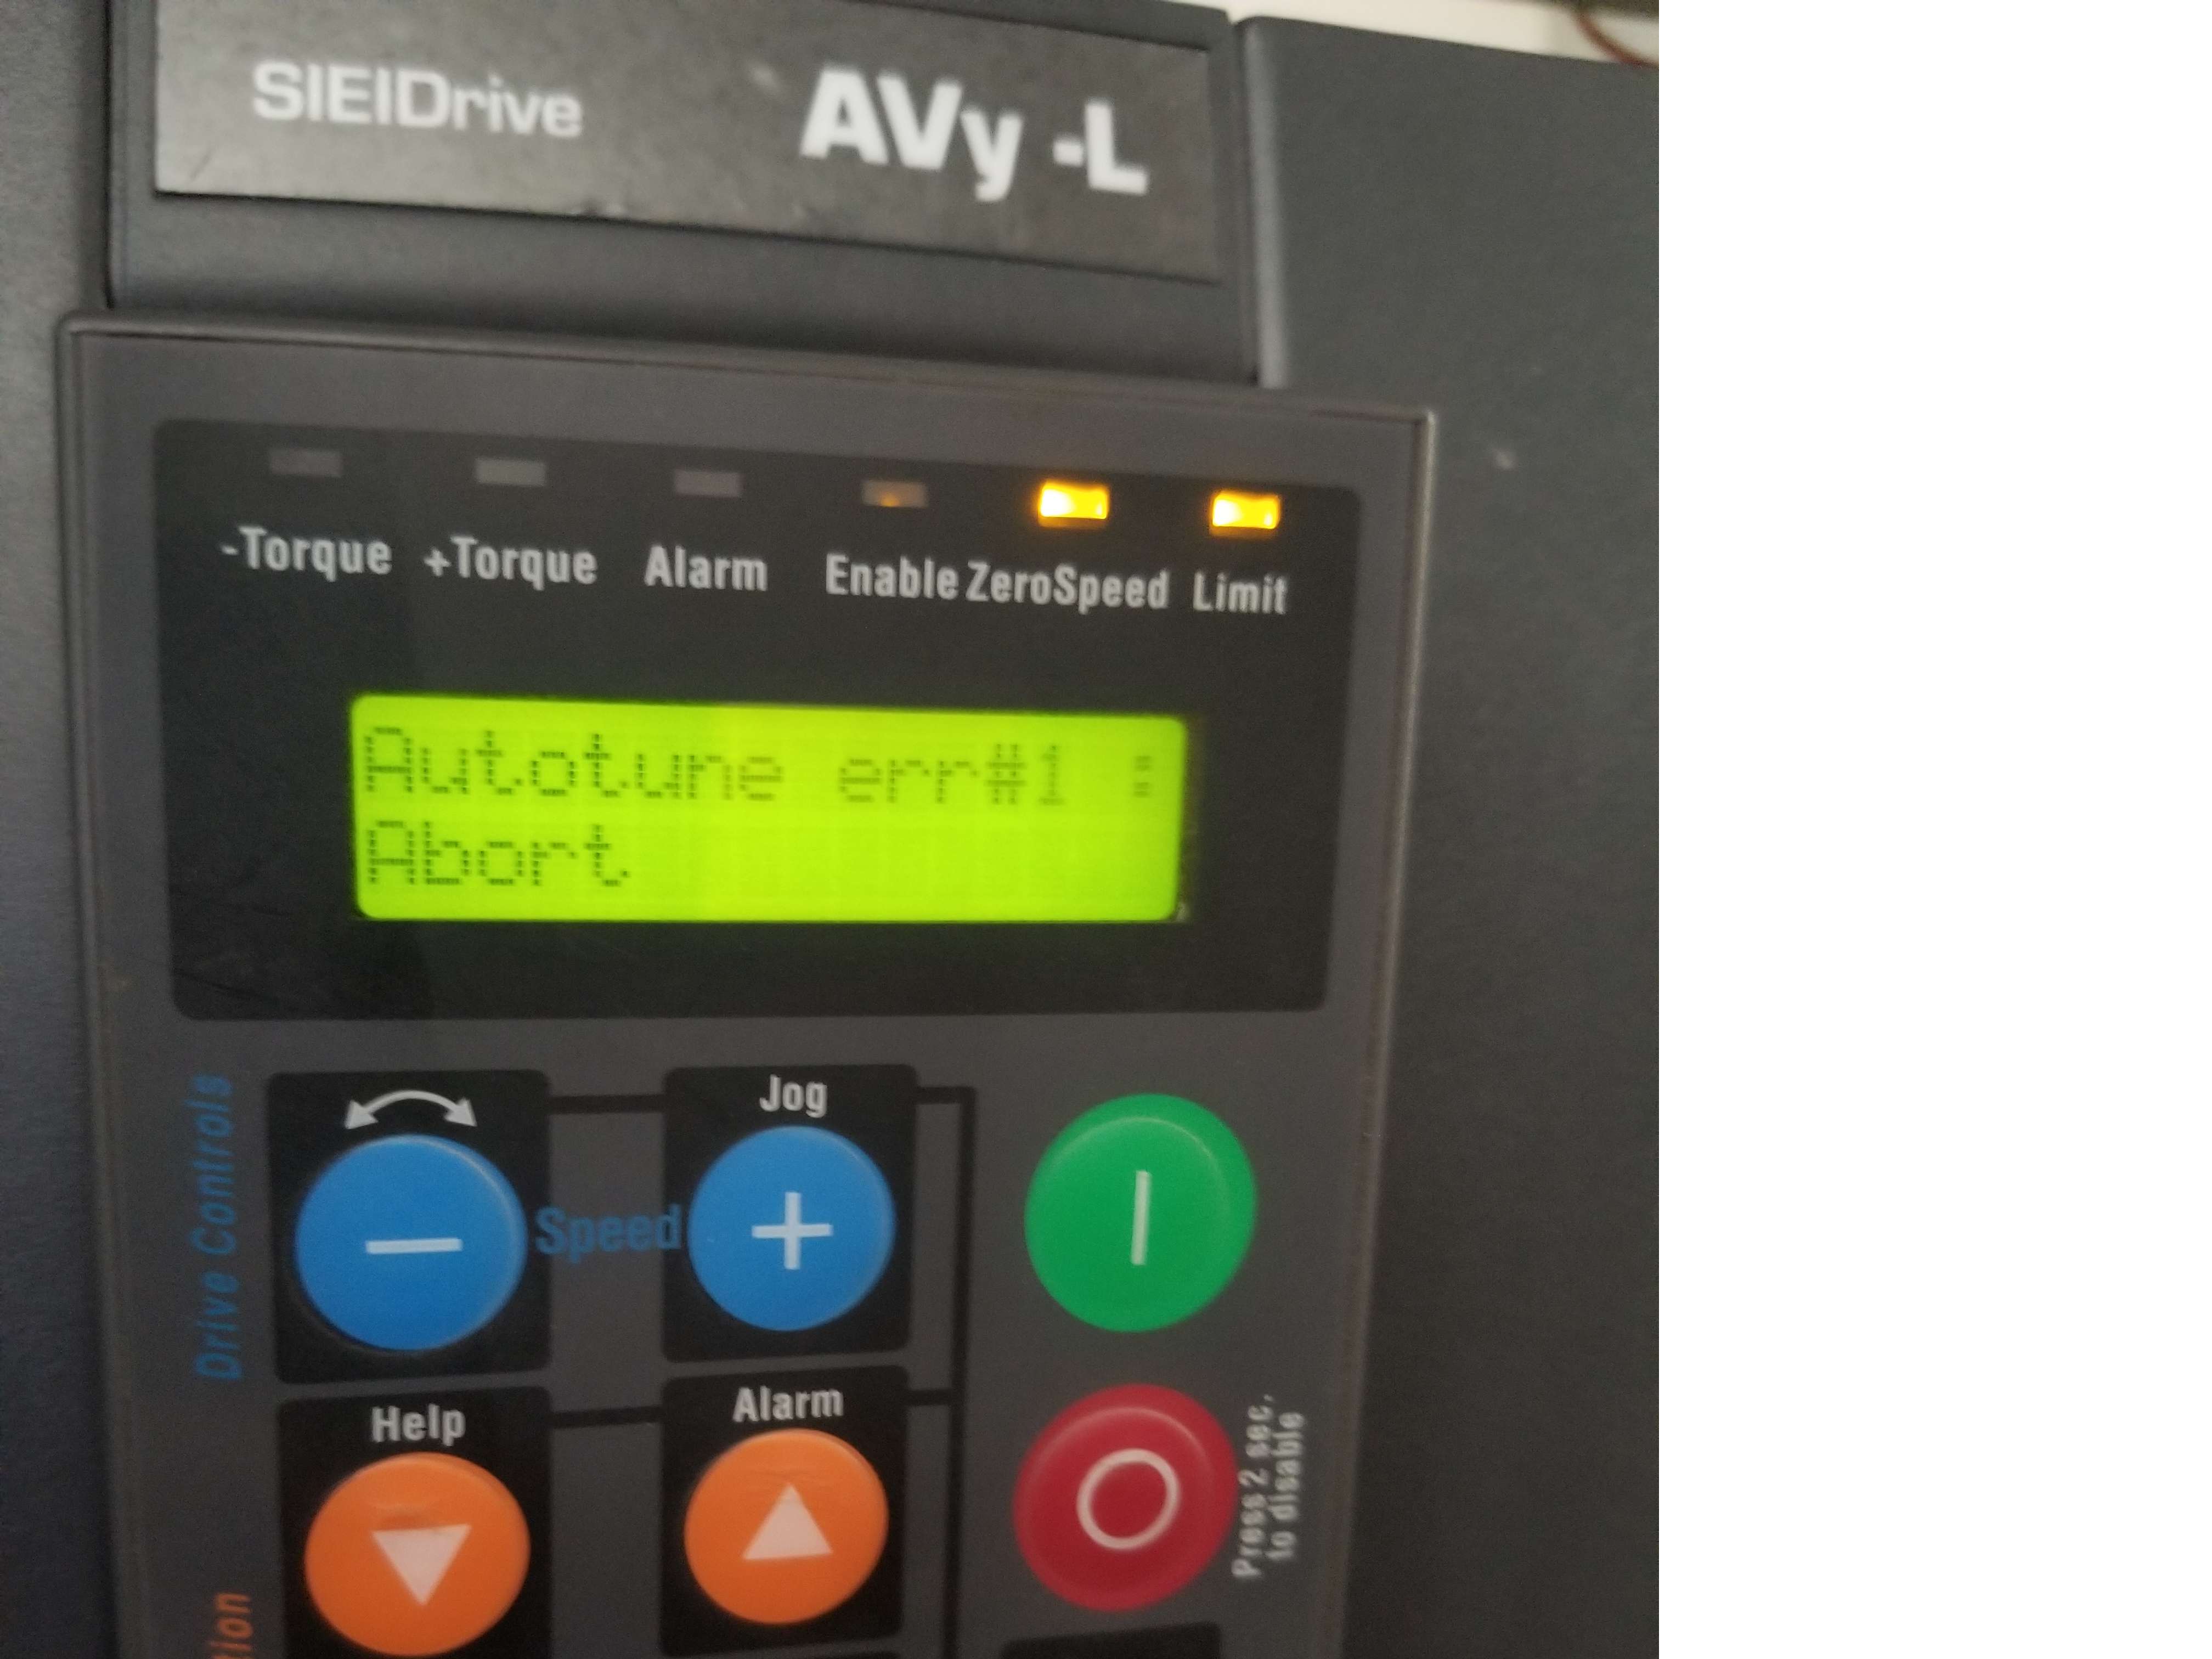 SIEIDrive AVy -L
-Torque +Torque Alarm Enable ZeroSpeed Limit
Autotune err#1 :
Abort
Drive Controls
Jog
− Speed + I
Help Alarm
O
Press 2 sec.
to disable